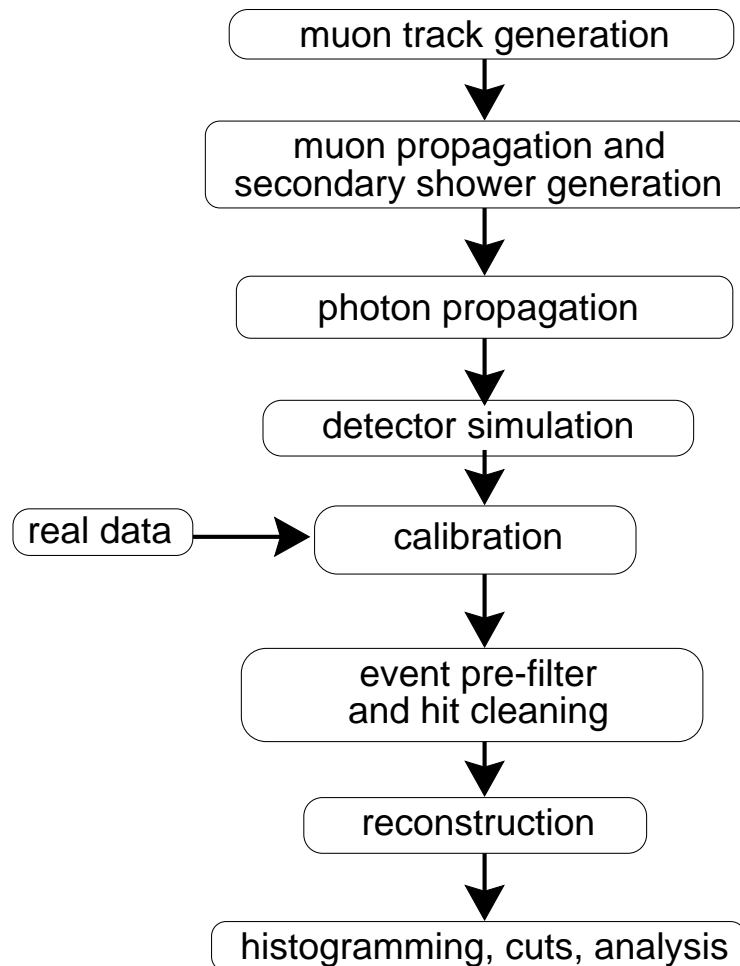 muon track generation
muon propagation and
secondary shower generation
photon propagation
detector simulation
real data
calibration
event pre-filter
and hit cleaning
reconstruction
histogramming, cuts, analysis